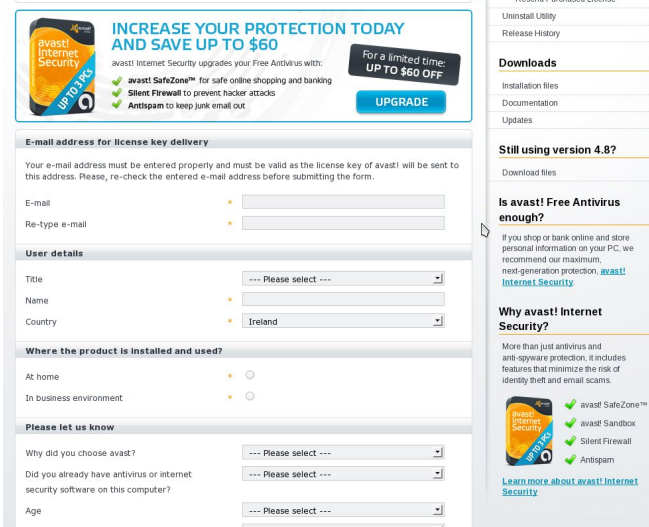 INCREASE YOUR PROTECTION TODAY
AND SAVE UP TO $60
avast! Internet Security upgrades your Free Antivirus with:
avast! SafeZone™ for safe online shopping and banking
Silent Firewall to prevent hacker attacks
Antispam to keep junk email out
avast!
Internet
Security
UP TO 3 PCs
For a limited time:
UP TO $60 OFF
UPGRADE
E-mail address for license key delivery
Your e-mail address must be entered properly and must be valid as the license key of avast! will be sent to
this address. Please, re-check the entered e-mail address before submitting the form.
E-mail *
Re-type e-mail *
User details
Title --- Please select ---
Name *
Country * Ireland
Where the product is installed and used?
At home *
In business environment *
Please let us know
Why did you choose avast? --- Please select ---
Did you already have antivirus or internet --- Please select ---
security software on this computer?
Age --- Please select ---
Resend Purchased License
Uninstall Utility
Release History
Downloads
Installation files
Documentation
Updates
Still using version 4.8?
Download files
Is avast! Free Antivirus
enough?
If you shop or bank online and store
personal information on your PC, we
recommend our maximum,
next-generation protection, avast!
Internet Security.
Why avast! Internet
Security?
More than just antivirus and
anti-spyware protection, it includes
features that minimize the risk of
identity theft and email scams.
avast!
Internet
Security
UP TO 3 PCs
avast! SafeZone™
avast! Sandbox
Silent Firewall
Antispam
Learn more about avast! Internet
Security